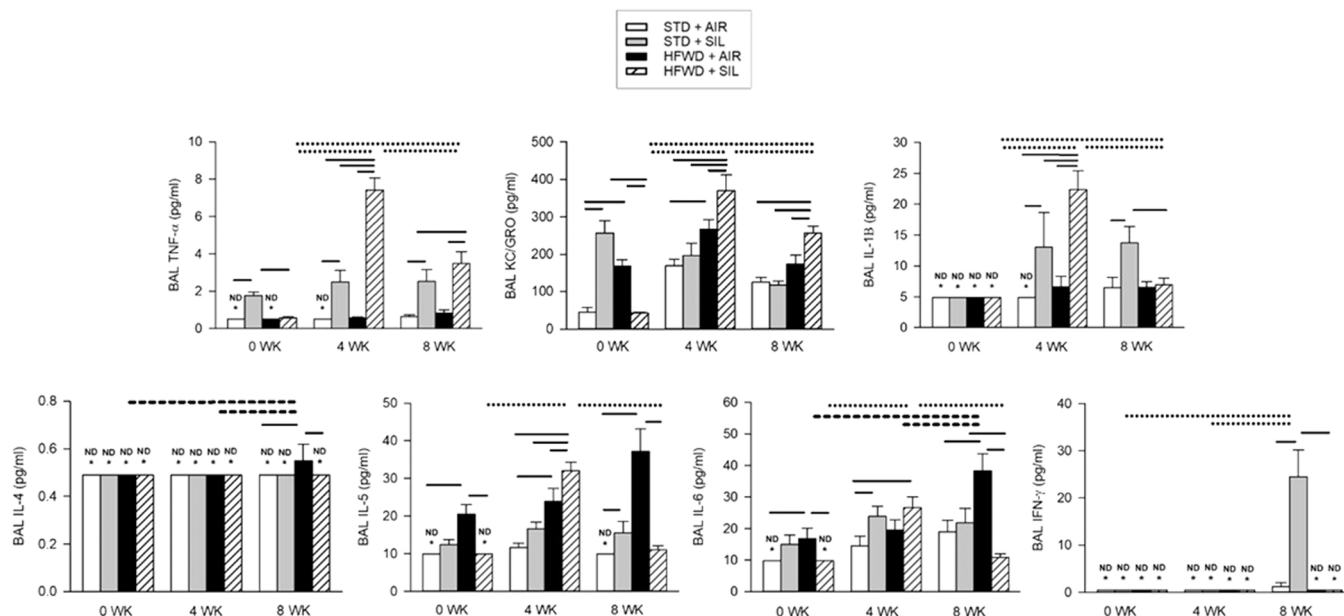 STD + AIR
STD + SIL
HFWD + AIR
HFWD + SIL
BAL TNF-α (pg/ml)
10
8
6
4
2
0
ND
*
ND
*
ND
*
0 WK
4 WK
8 WK
BAL KC/GRO (pg/ml)
500
400
300
200
100
0
0 WK
4 WK
8 WK
BAL IL-1B (pg/ml)
30
25
20
15
10
5
0
ND ND ND ND
* * * *
ND
*
0 WK
4 WK
8 WK
BAL IL-4 (pg/ml)
0.8
0.6
0.4
0.2
0.0
ND ND ND ND
* * * *
ND ND ND ND
* * * *
ND ND
* *
ND
*
0 WK
4 WK
8 WK
BAL IL-5 (pg/ml)
50
40
30
20
10
0
ND
*
ND
*
ND
*
0 WK
4 WK
8 WK
BAL IL-6 (pg/ml)
60
50
40
30
20
10
0
ND
*
ND
*
0 WK
4 WK
8 WK
BAL IFN-γ (pg/ml)
40
30
20
10
0
ND ND ND ND
* * * *
ND ND ND ND
* * * *
ND ND
* *
0 WK
4 WK
8 WK